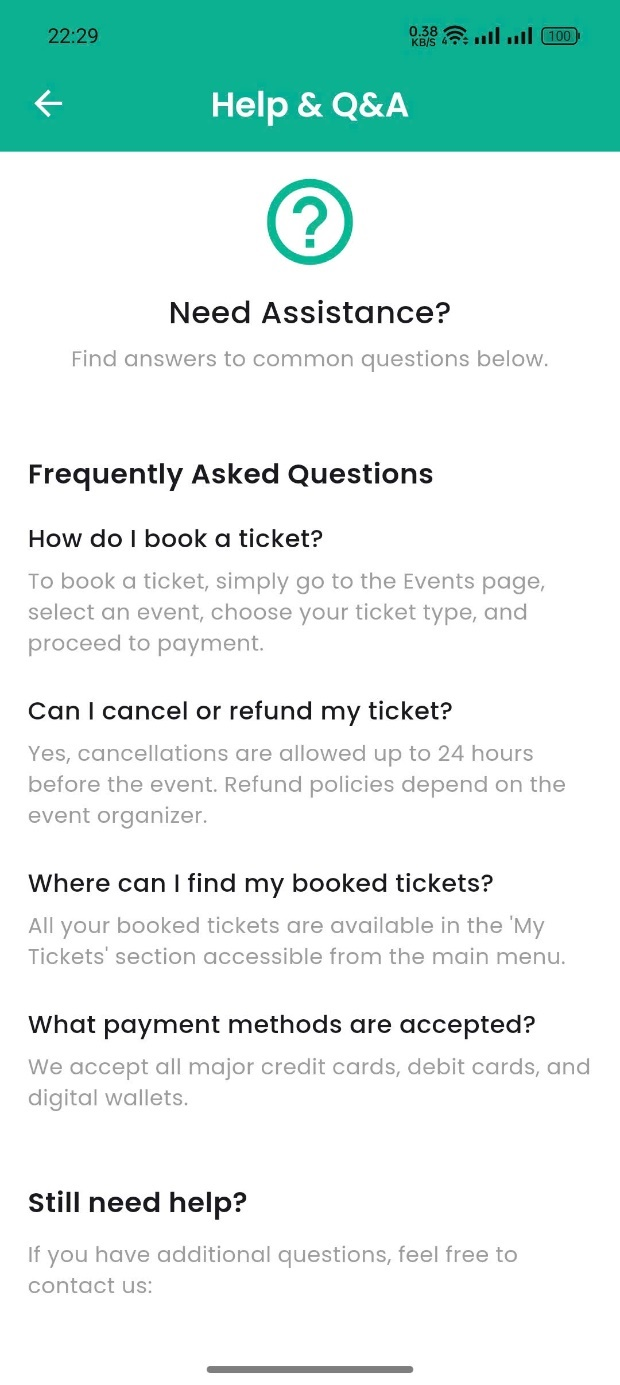 22:29
0.38
KB/S
4
100
Help & Q&A
?
Need Assistance?
Find answers to common questions below.
Frequently Asked Questions
How do I book a ticket?
To book a ticket, simply go to the Events page,
select an event, choose your ticket type, and
proceed to payment.
Can I cancel or refund my ticket?
Yes, cancellations are allowed up to 24 hours
before the event. Refund policies depend on the
event organizer.
Where can I find my booked tickets?
All your booked tickets are available in the 'My
Tickets' section accessible from the main menu.
What payment methods are accepted?
We accept all major credit cards, debit cards, and
digital wallets.
Still need help?
If you have additional questions, feel free to
contact us: